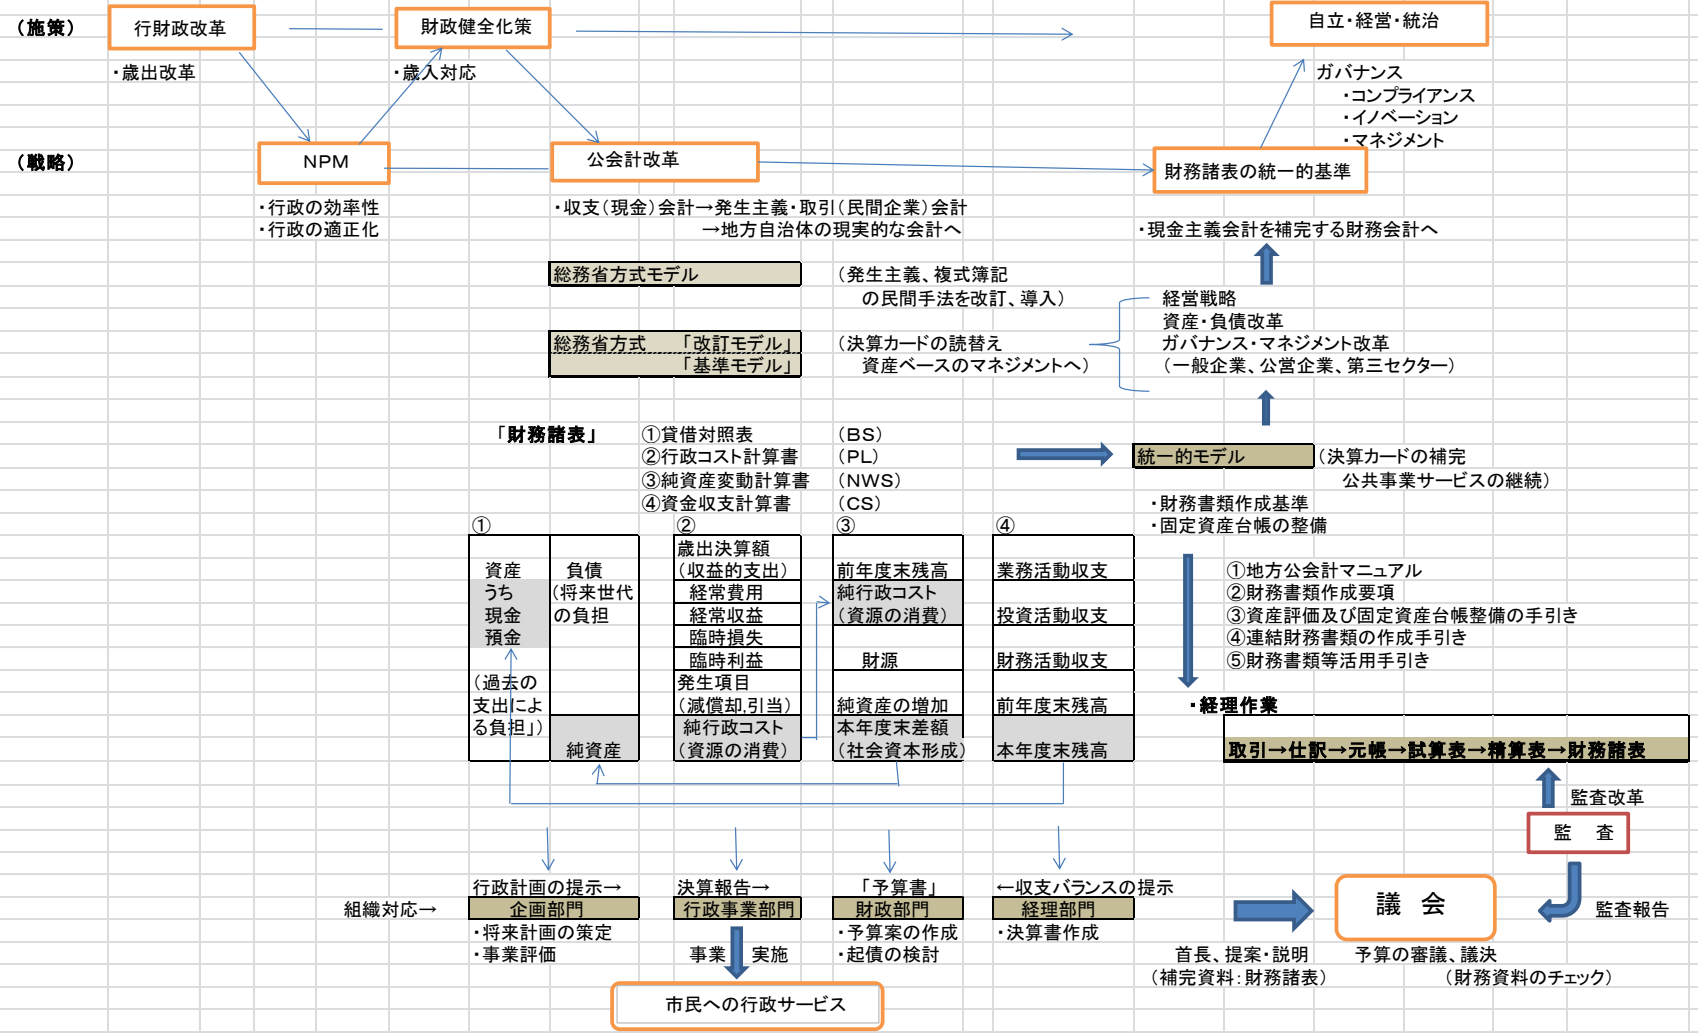 （施策）
行財政改革
財政健全化策
自立・経営・統治
・歳出改革
・歳入対応
ガバナンス
・コンプライアンス
・イノベーション
・マネジメント
（戦略）
NPM
公会計改革
財務諸表の統一的基準
・行政の効率性
・行政の適正化
・収支（現金）会計→発生主義・取引（民間企業）会計
→地方自治体の現実的な会計へ
・現金主義会計を補完する財務会計へ
総務省方式モデル
（発生主義、複式簿記
の民間手法を改訂、導入）
経営戦略
資産・負債改革
ガバナンス・マネジメント改革
（一般企業、公営企業、第三セクター）
総務省方式　「改訂モデル」
「基準モデル」
（決算カードの読替え
資産ベースのマネジメントへ）
「財務諸表」
①貸借対照表　（BS）
②行政コスト計算書　（PL）
③純資産変動計算書　（NWS）
④資金収支計算書　（CS）
統一的モデル
（決算カードの補完
公共事業サービスの継続）
・財務書類作成基準
・固定資産台帳の整備
①
資産
うち
現金
預金
（過去の
支出によ
る負担」）
負債
（将来世代
の負担
純資産
②
歳出決算額
（収益的支出）
経常費用
経常収益
臨時損失
臨時利益
発生項目
（減償却,引当）
純行政コスト
（資源の消費）
③
前年度末残高
純行政コスト
（資源の消費）
財源
純資産の増加
本年度末差額
（社会資本形成）
④
業務活動収支
投資活動収支
財務活動収支
前年度末残高
本年度末残高
①地方公会計マニュアル
②財務書類作成要項
③資産評価及び固定資産台帳整備の手引き
④連結財務書類の作成手引き
⑤財務書類等活用手引き
・経理作業
取引→仕訳→元帳→試算表→精算表→財務諸表
監査改革
監　査
監査報告
組織対応→
行政計画の提示→
企画部門
・将来計画の策定
・事業評価
決算報告→
行政事業部門
事業　実施
「予算書」
財政部門
・予算案の作成
・起債の検討
←収支バランスの提示
経理部門
・決算書作成
議　会
首長、提案・説明
（補完資料：財務諸表）
予算の審議、議決
（財務資料のチェック）
市民への行政サービス